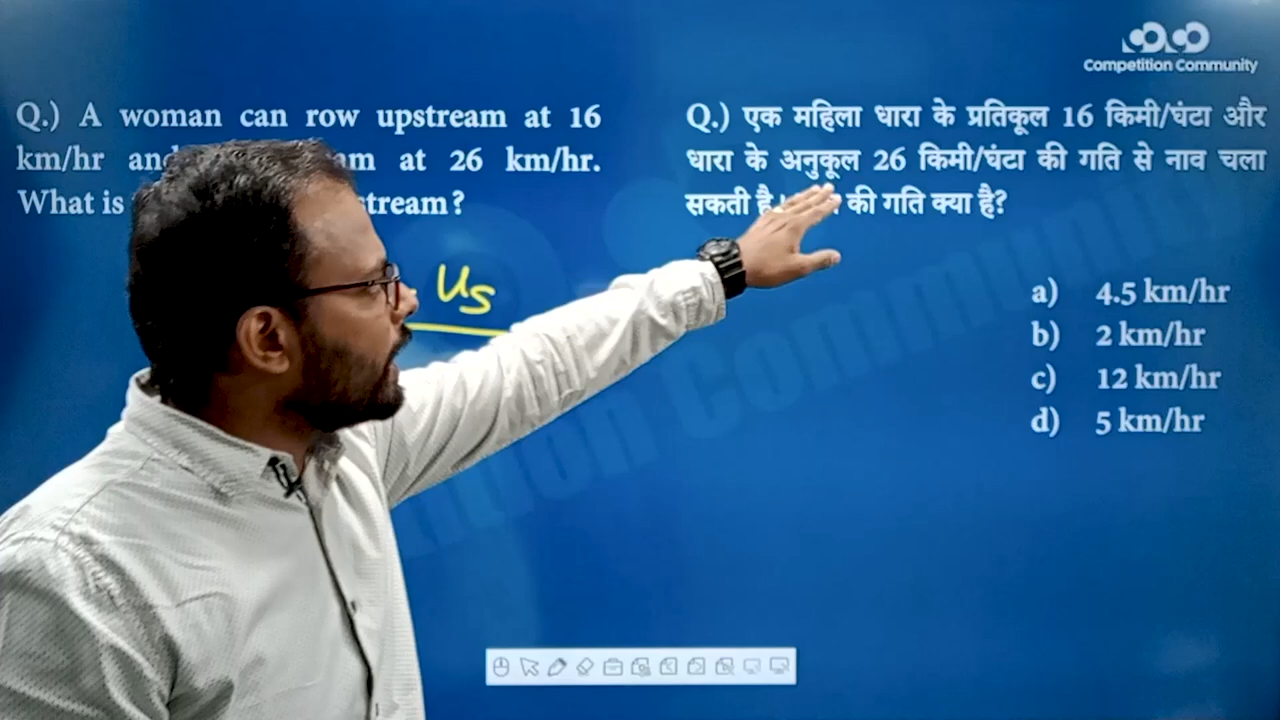 Competition Community
Q.) A woman can row upstream at 16
km/hr and am at 26 km/hr.
What is tream?
Q.) एक महिला धारा के प्रतिकूल 16 किमी/घंटा और
धारा के अनुकूल 26 किमी/घंटा की गति से नाव चला
सकती है। की गति क्या है?
Us
a) 4.5 km/hr
b) 2 km/hr
c) 12 km/hr
d) 5 km/hr